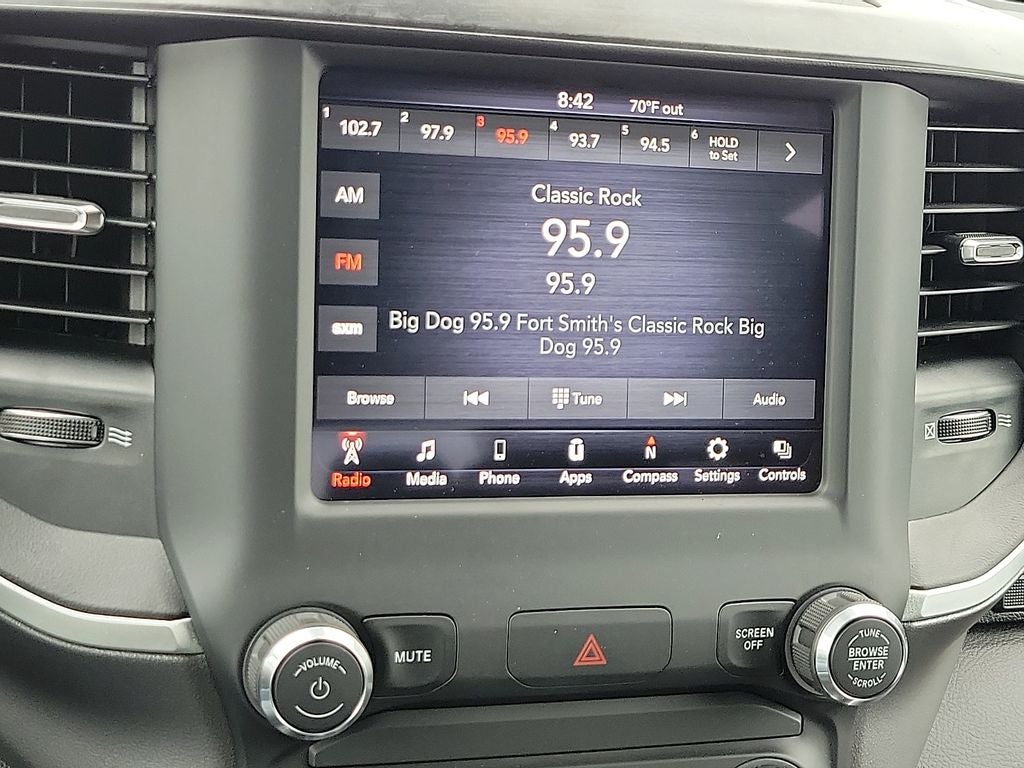 8:42 70°F out
1 102.7 2 97.9 3 95.9 4 93.7 5 94.5 6 HOLD to Set
AM
Classic Rock
95.9
FM
95.9
sxm
Big Dog 95.9 Fort Smith's Classic Rock Big
Dog 95.9
Browse Tune Audio
N
Radio Media Phone Apps Compass Settings Controls
VOLUME
MUTE
SCREEN
OFF
TUNE
BROWSE
ENTER
SCROLL